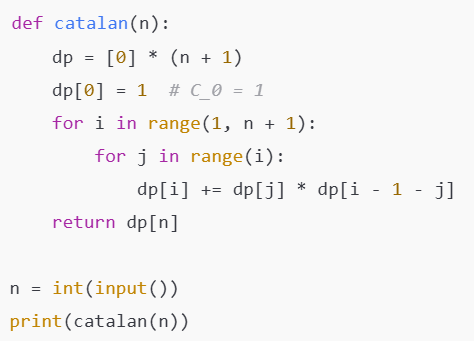 def catalan(n):
    dp = [0] * (n + 1)
    dp[0] = 1  # C_0 = 1
    for i in range(1, n + 1):
        for j in range(i):
            dp[i] += dp[j] * dp[i - 1 - j]
    return dp[n]

n = int(input())
print(catalan(n))